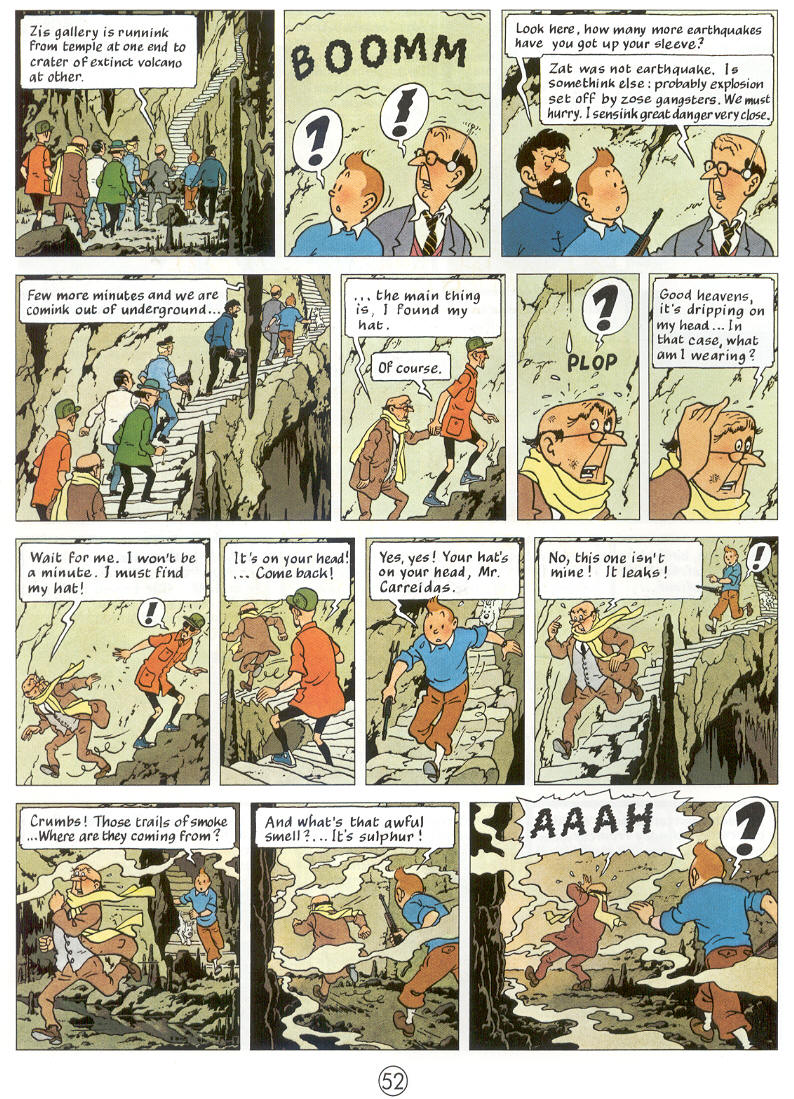 Zis gallery is runnink
from temple at one end to
crater of extinct volcano
at other.
BOOMM
?
!
Look here, how many more earthquakes
have you got up your sleeve?
Zat was not earthquake. Is
somethink else: probably explosion
set off by zose gangsters. We must
hurry. I sensink great danger very close.
Few more minutes and we are
comink out of underground...
... the main thing
is, I found my
hat.
Of course.
?
PLOP
Good heavens,
it's dripping on
my head... In
that case, what
am I wearing?
Wait for me. I won't be
a minute. I must find
my hat!
!
It's on your head!
... Come back!
Yes, yes! Your hat's
on your head, Mr.
Carreidas.
No, this one isn't
mine! It leaks!
!
Crumbs! Those trails of smoke
...Where are they coming from?
And what's that awful
smell?... It's sulphur!
AAAH
?
52